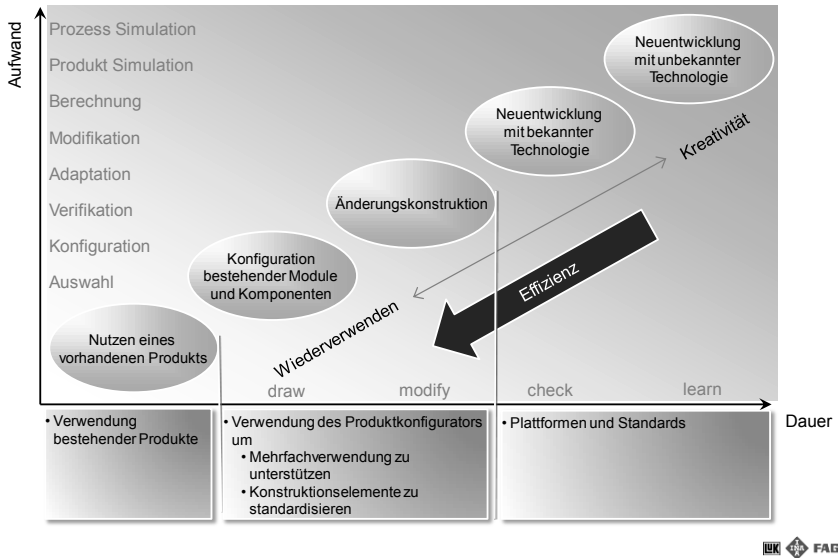 Aufwand
Prozess Simulation
Produkt Simulation
Berechnung
Modifikation
Adaptation
Verifikation
Konfiguration
Auswahl
Neuentwicklung
mit unbekannter
Technologie
Neuentwicklung
mit bekannter
Technologie
Kreativität
Änderungskonstruktion
Konfiguration
bestehender Module
und Komponenten
Effizienz
Wiederverwenden
Nutzen eines
vorhandenen Produkts
draw
modify
check
learn
Dauer
• Verwendung
bestehender Produkte
• Verwendung des Produktkonfigurators
um
• Mehrfachverwendung zu
unterstützen
• Konstruktionselemente zu
standardisieren
• Plattformen und Standards
LUK INA FAG